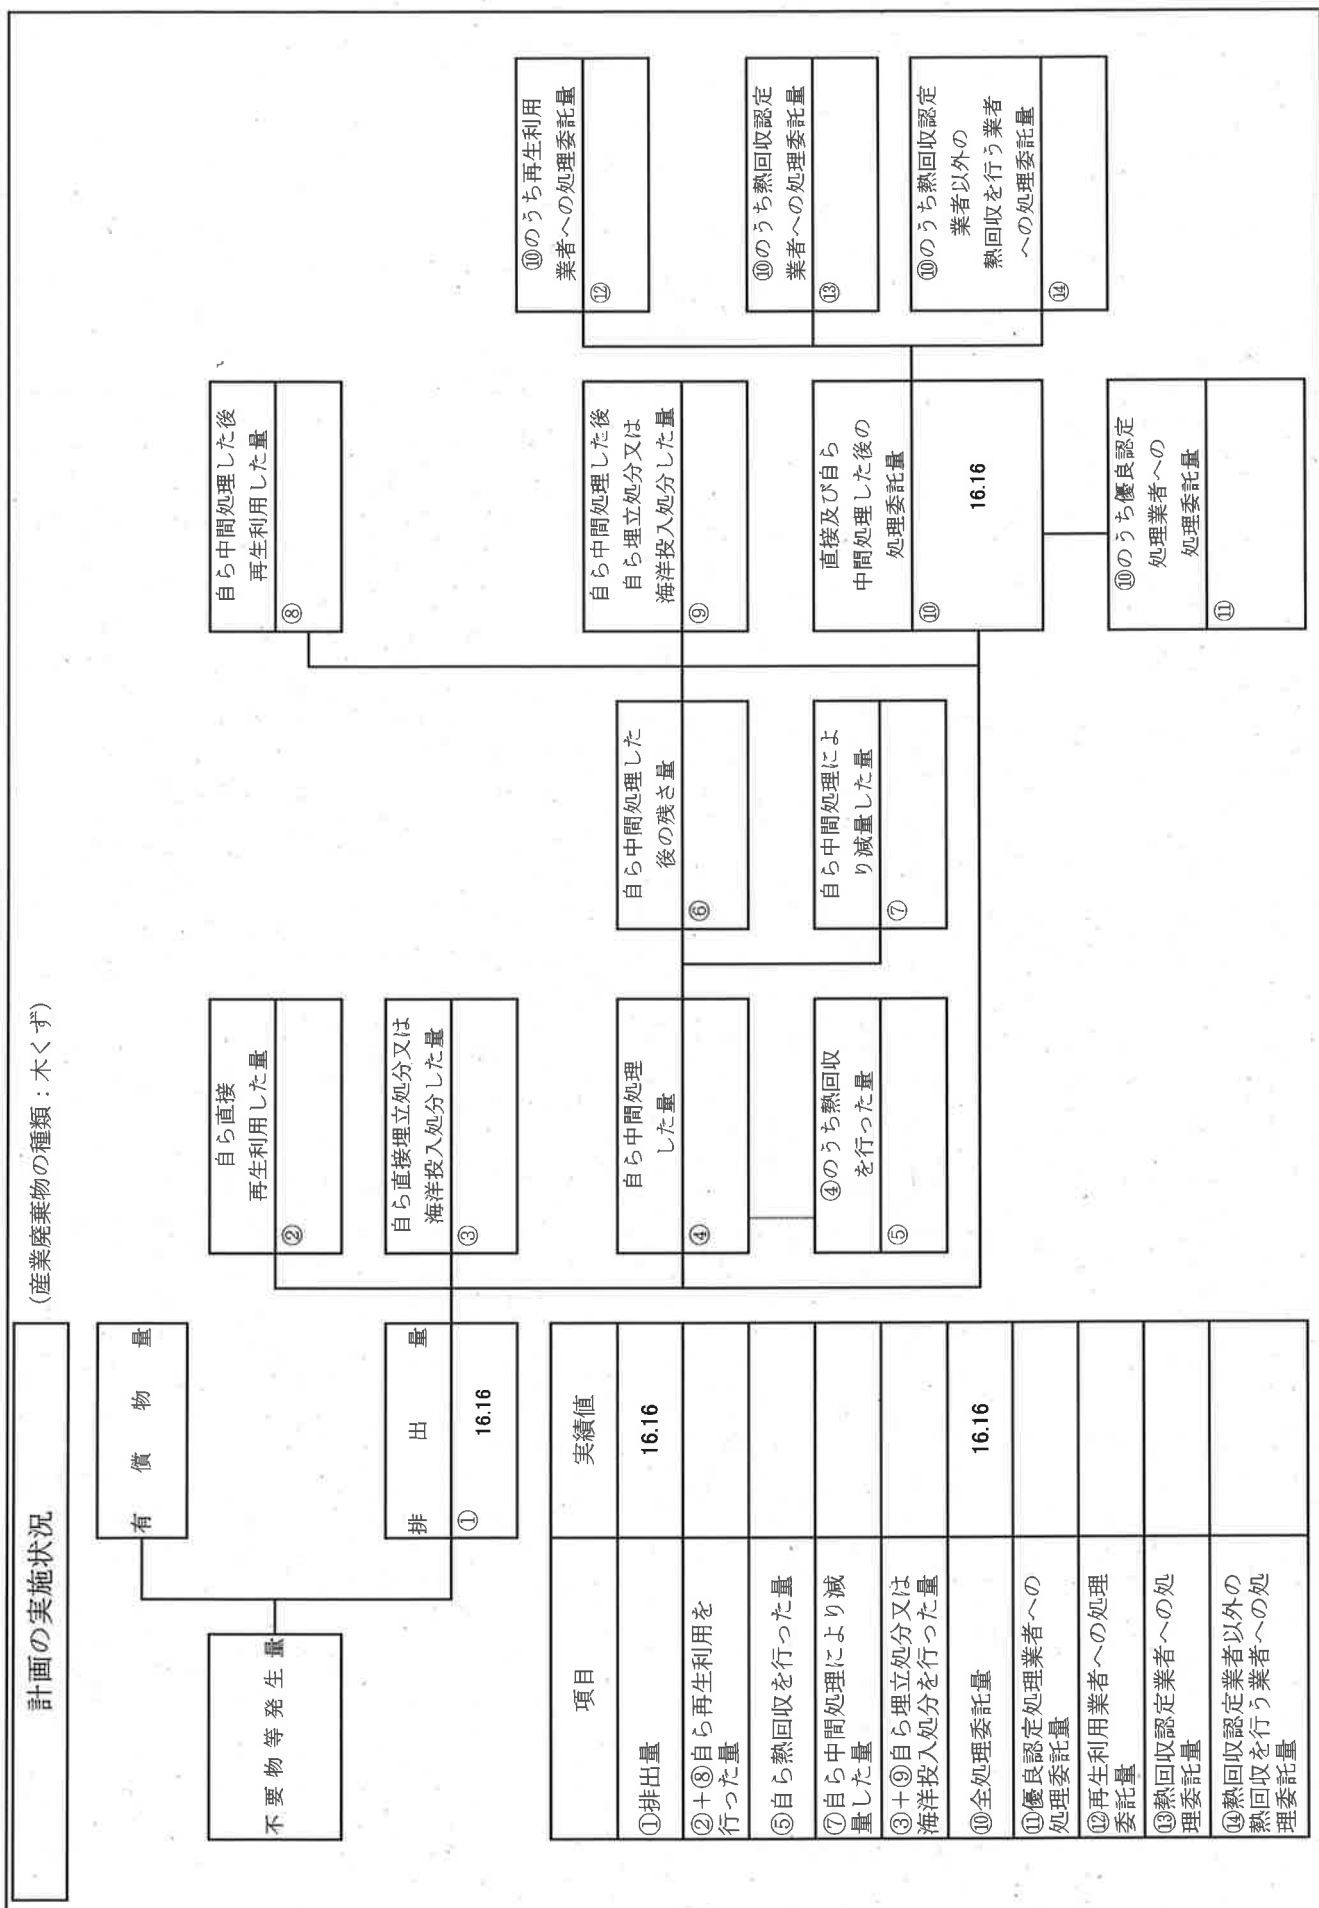 計画の実施状況
(産業廃棄物の種類：木くず)
不要物等発生量
有償物量
排出量
①
16.16
自ら直接
再生利用した量
②
自ら直接埋立処分又は
海洋投入処分した量
③
自ら中間処理
した量
④
④のうち熱回収
を行った量
⑤
自ら中間処理した
後の残さ量
⑥
自ら中間処理によ
り減量した量
⑦
自ら中間処理した後
再生利用した量
⑧
自ら中間処理した後
自ら埋立処分又は
海洋投入処分した量
⑨
直接及び自ら
中間処理した後の
処理委託量
⑩
16.16
⑩のうち優良認定
処理業者への
処理委託量
⑪
⑩のうち再生利用
業者への処理委託量
⑫
⑩のうち熱回収認定
業者への処理委託量
⑬
⑩のうち熱回収認定
業者以外の
熱回収を行う業者
への処理委託量
⑭
項目 実績値
①排出量 16.16
②＋⑧自ら再生利用を
行った量
⑤自ら熱回収を行った量
⑦自ら中間処理により減
量した量
③＋⑨自ら埋立処分又は
海洋投入処分を行った量
⑩全処理委託量 16.16
⑪優良認定処理業者への
処理委託量
⑫再生利用業者への処理
委託量
⑬熱回収認定業者への処
理委託量
⑭熱回収認定業者以外の
熱回収を行う業者への処
理委託量